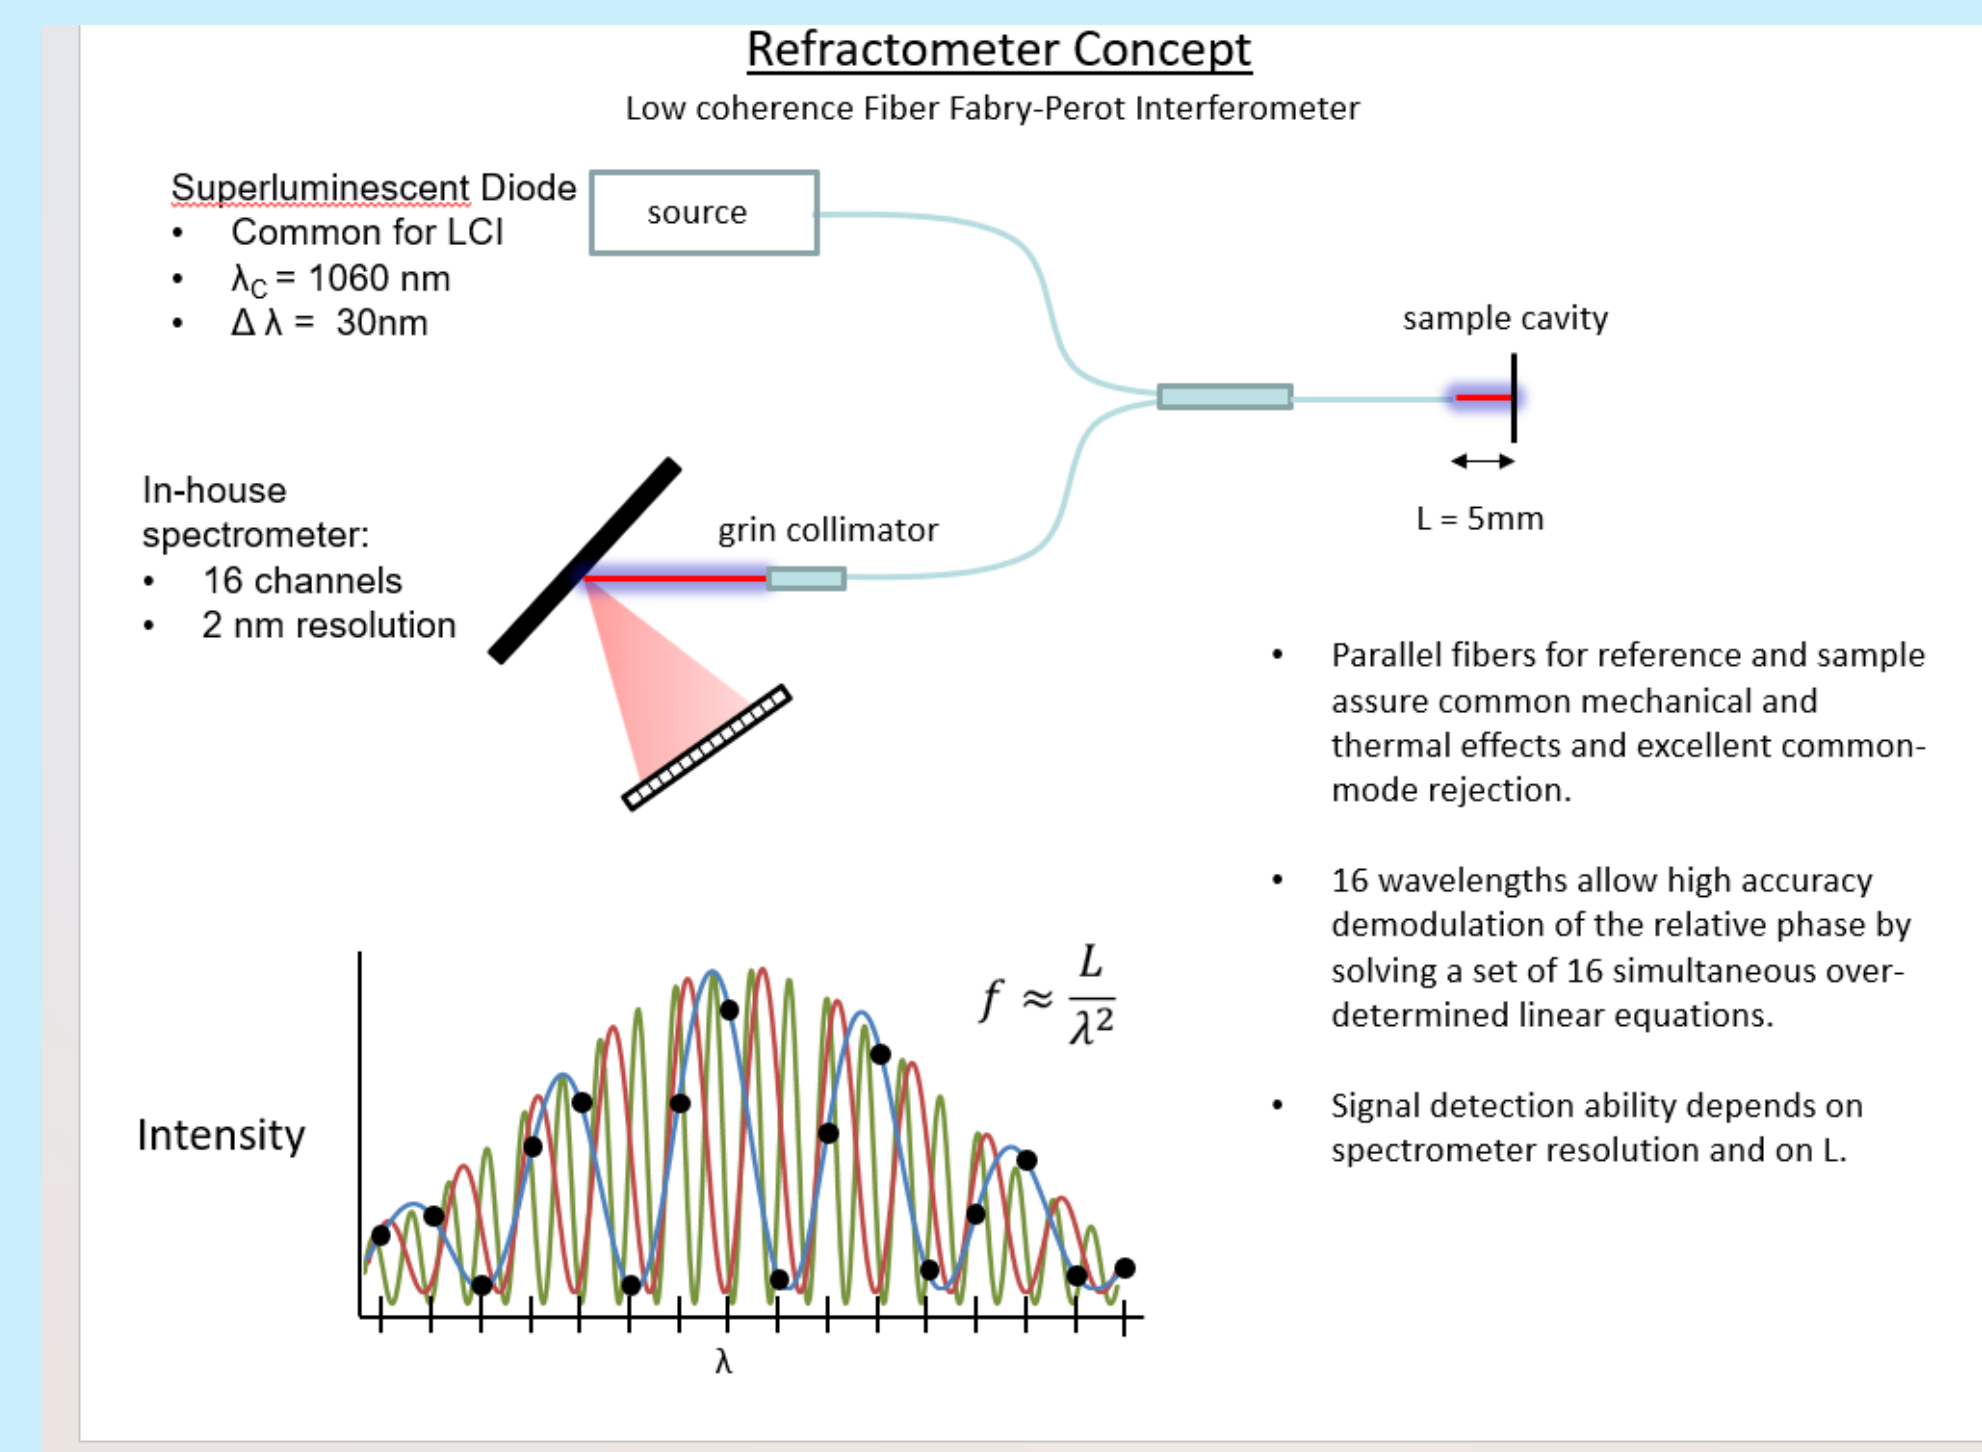 Refractometer Concept
Low coherence Fiber Fabry-Perot Interferometer
Superluminescent Diode
• Common for LCI
• λC = 1060 nm
• Δ λ = 30nm
source
sample cavity
L = 5mm
In-house
spectrometer:
• 16 channels
• 2 nm resolution
grin collimator
• Parallel fibers for reference and sample
assure common mechanical and
thermal effects and excellent common-
mode rejection.
• 16 wavelengths allow high accuracy
demodulation of the relative phase by
solving a set of 16 simultaneous over-
determined linear equations.
• Signal detection ability depends on
spectrometer resolution and on L.
f ≈ L/λ²
Intensity
λ